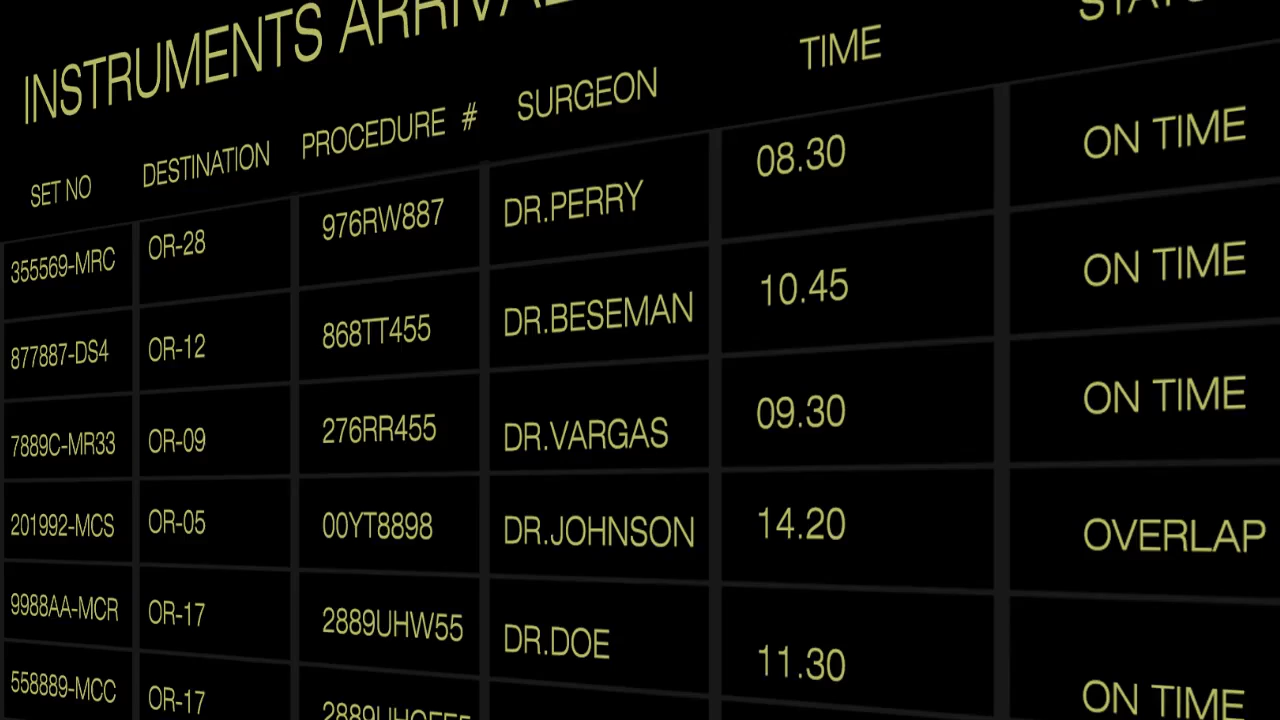 INSTRUMENTS
SET NO DESTINATION PROCEDURE # SURGEON TIME
355569-MRC OR-28 976RW887 DR.PERRY 08.30 ON TIME
877887-DS4 OR-12 868TT455 DR.BESEMAN 10.45 ON TIME
7889C-MR33 OR-09 276RR455 DR.VARGAS 09.30 ON TIME
201992-MCS OR-05 00YT8898 DR.JOHNSON 14.20 OVERLAP
9988AA-MCR OR-17 2889UHW55 DR.DOE 11.30 ON TIME
558889-MCC OR-17